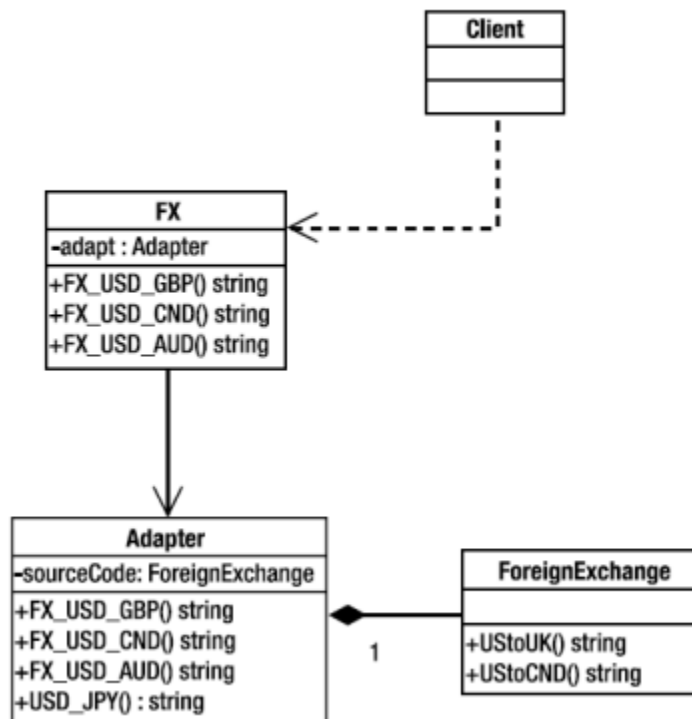 Client
FX
-adapt : Adapter
+FX_USD_GBP() string
+FX_USD_CND() string
+FX_USD_AUD() string
Adapter
-sourceCode: ForeignExchange
+FX_USD_GBP() string
+FX_USD_CND() string
+FX_USD_AUD() string
+USD_JPY() : string
1
ForeignExchange
+UStoUK() string
+UStoCND() string